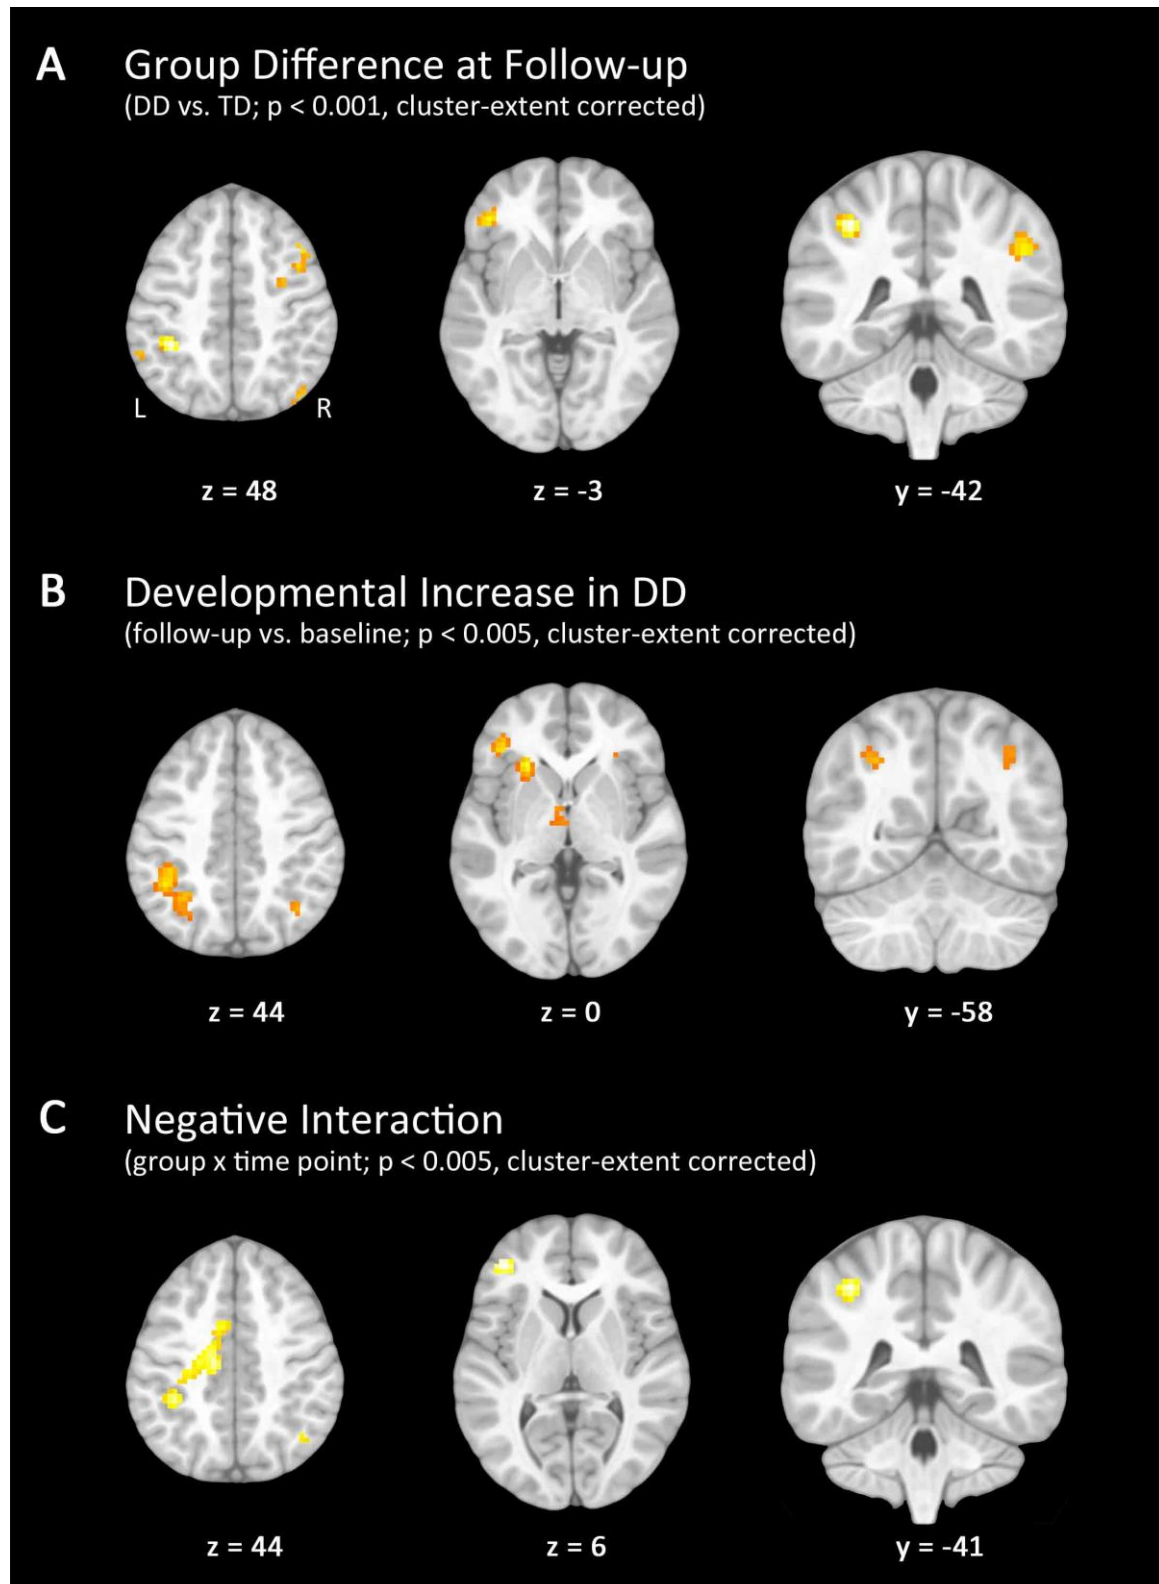 A Group Difference at Follow-up
(DD vs. TD; p < 0.001, cluster-extent corrected)
L R
z = 48 z = -3 y = -42
B Developmental Increase in DD
(follow-up vs. baseline; p < 0.005, cluster-extent corrected)
z = 44 z = 0 y = -58
C Negative Interaction
(group x time point; p < 0.005, cluster-extent corrected)
z = 44 z = 6 y = -41